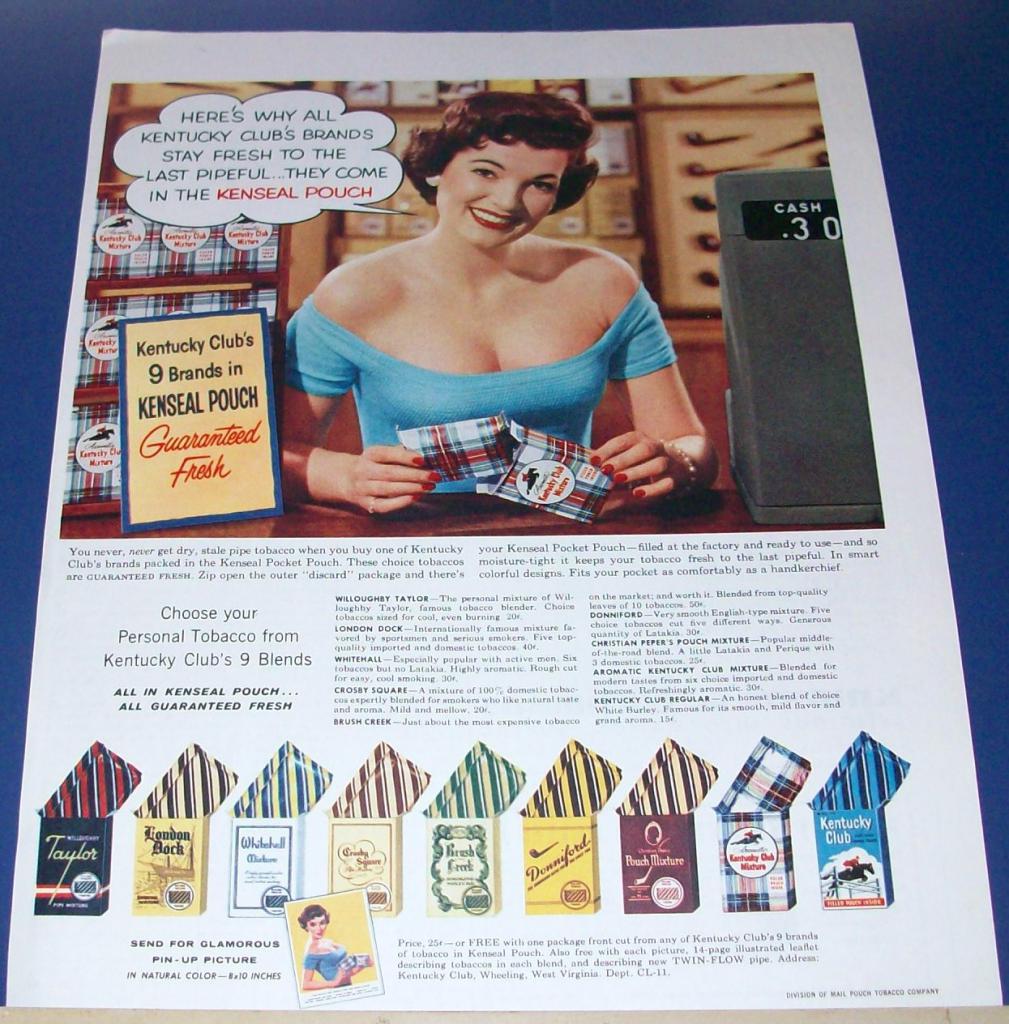 HERE'S WHY ALL
KENTUCKY CLUB'S BRANDS
STAY FRESH TO THE
LAST PIPEFUL...THEY COME
IN THE KENSEAL POUCH
CASH
.30
Kentucky Club
Mixture
Kentucky Club
Mixture
Kentucky Club
Mixture
Kentucky Club's
9 Brands in
KENSEAL POUCH
Guaranteed
Fresh
Kentucky Club
Mixture
You never, never get dry, stale pipe tobacco when you buy one of Kentucky
Club's brands packed in the Kenseal Pocket Pouch. These choice tobaccos
are GUARANTEED FRESH. Zip open the outer "discard" package and there's
your Kenseal Pocket Pouch—filled at the factory and ready to use—and so
moisture-tight it keeps your tobacco fresh to the last pipeful. In smart
colorful designs. Fits your pocket as comfortably as a handkerchief.
Choose your
Personal Tobacco from
Kentucky Club's 9 Blends
ALL IN KENSEAL POUCH...
ALL GUARANTEED FRESH
WILLOUGHBY TAYLOR—The personal mixture of Wil-
loughby Taylor, famous tobacco blender. Choice
tobaccos sized for cool, even burning. 20¢.
LONDON DOCK—Internationally famous mixture fa-
vored by sportsmen and serious smokers. Five top-
quality imported and domestic tobaccos. 40¢.
WHITEHALL—Especially popular with active men. Six
tobaccos but no Latakia. Highly aromatic. Rough cut
for easy, cool smoking. 30¢.
CROSBY SQUARE—A mixture of 100% domestic tobac-
cos expertly blended for smokers who like natural taste
and aroma. Mild and mellow. 20¢.
BRUSH CREEK—Just about the most expensive tobacco
on the market; and worth it. Blended from top-quality
leaves of 10 tobaccos. 50¢.
DONNIFORD—Very smooth English-type mixture. Five
choice tobaccos cut five different ways. Generous
quantity of Latakia. 30¢.
CHRISTIAN PEPER'S POUCH MIXTURE—Popular middle-
of-the-road blend. A little Latakia and Perique with
3 domestic tobaccos. 25¢.
AROMATIC KENTUCKY CLUB MIXTURE—Blended for
modern tastes from six choice imported and domestic
tobaccos. Refreshingly aromatic. 30¢.
KENTUCKY CLUB REGULAR—An honest blend of choice
White Burley. Famous for its smooth, mild flavor and
grand aroma. 15¢.
WILLOUGHBY
Taylor
PIPE MIXTURE
London
Dock
Whitehall
Mixture
Crosby
Square
Brush
Creek
Donniford
Pouch Mixture
Kentucky Club
Mixture
Kentucky
Club
FILLED POUCH INSIDE
SEND FOR GLAMOROUS
PIN-UP PICTURE
IN NATURAL COLOR—8x10 INCHES
Price, 25¢—or FREE with one package front cut from any of Kentucky Club's 9 brands
of tobacco in Kenseal Pouch. Also free with each picture, 14-page illustrated leaflet
describing tobaccos in each blend, and describing new TWIN-FLOW pipe. Address:
Kentucky Club, Wheeling, West Virginia. Dept. CL-11.
DIVISION OF MAIL POUCH TOBACCO COMPANY